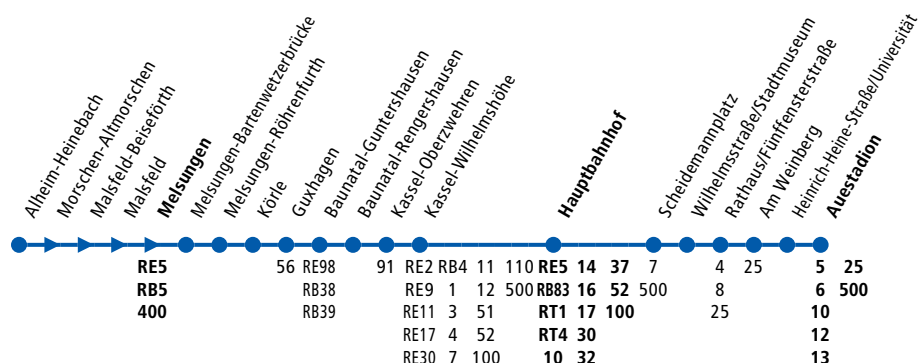 Alheim-Heinebach
Morschen-Altmorschen
Malsfeld-Beiseförth
Malsfeld
Melsungen
Melsungen-Bartenwetzerbrücke
Melsungen-Röhrenfurth
Körle
Guxhagen
Baunatal-Guntershausen
Baunatal-Rengershausen
Kassel-Oberzwehren
Kassel-Wilhelmshöhe
Hauptbahnhof
Scheidemannplatz
Wilhelmsstraße/Stadtmuseum
Rathaus/Fünffensterstraße
Am Weinberg
Heinrich-Heine-Straße/Universität
Auestadion
RE5 56 RE98 91 RE2 RB4 11 110 RE5 14 37 7 4 25 5 25
RB5 RB38 RE9 1 12 500 RB83 16 52 500 8 6 500
400 RB39 RE11 3 51 RT1 17 100 25 10
RE17 4 52 RT4 30 12
RE30 7 100 10 32 13